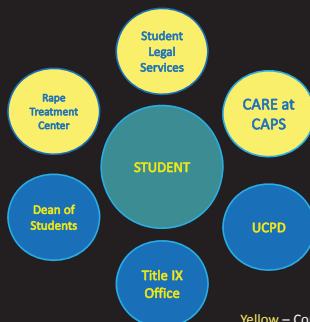 Student
Legal
Services
Rape
Treatment
Center
CARE at
CAPS
STUDENT
Dean of
Students
UCPD
Title IX
Office
Yellow – Co